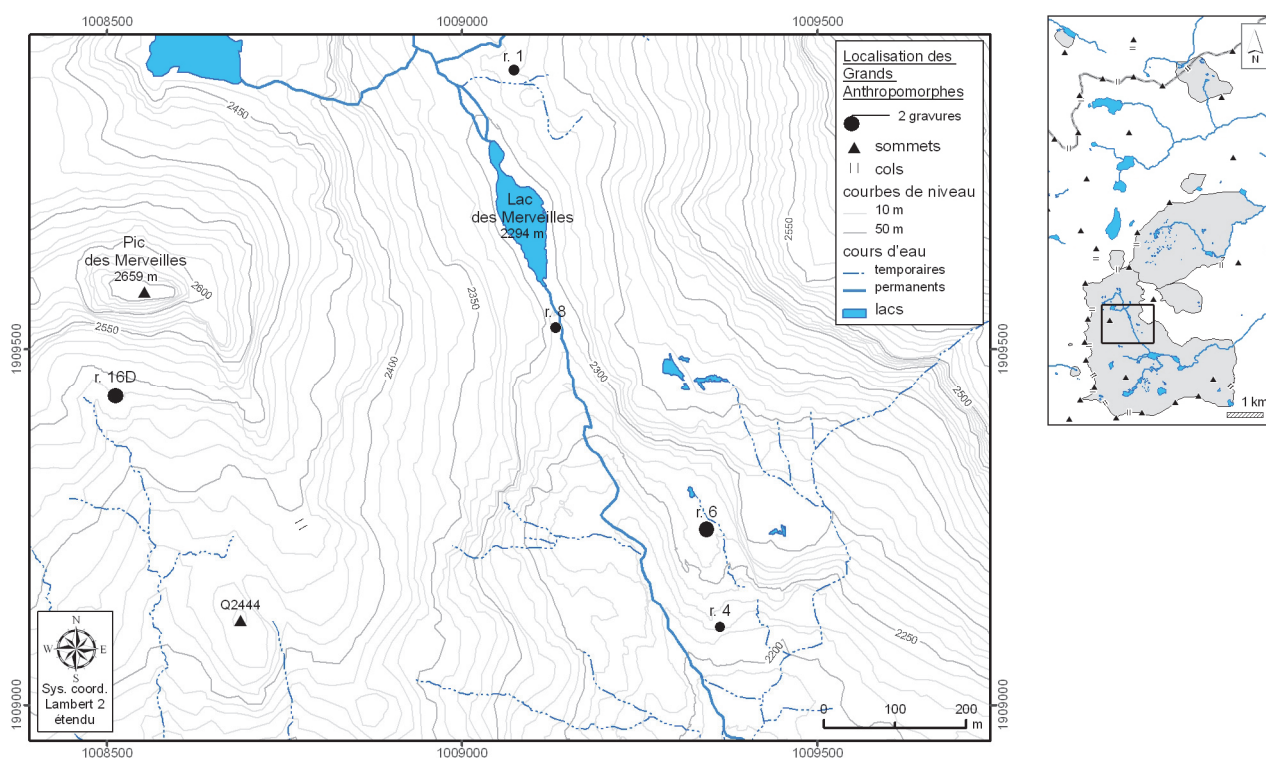 1008500
1009000
1009500
r. 1
2450
Lac
des Merveilles
2294 m
2550
Pic
des Merveilles
2659 m
2600
2550
2350
r. 8
2400
2300
2500
r. 16D
r. 6
Q2444
r. 4
2250
2200
1909500
1909000
1909500
1909000
Localisation des
Grands
Anthropomorphes
2 gravures
sommets
cols
courbes de niveau
10 m
50 m
cours d'eau
temporaires
permanents
lacs
N
W
E
S
Sys. coord.
Lambert 2
étendu
0
100
200
m
1008500
1009000
1009500
N
1 km